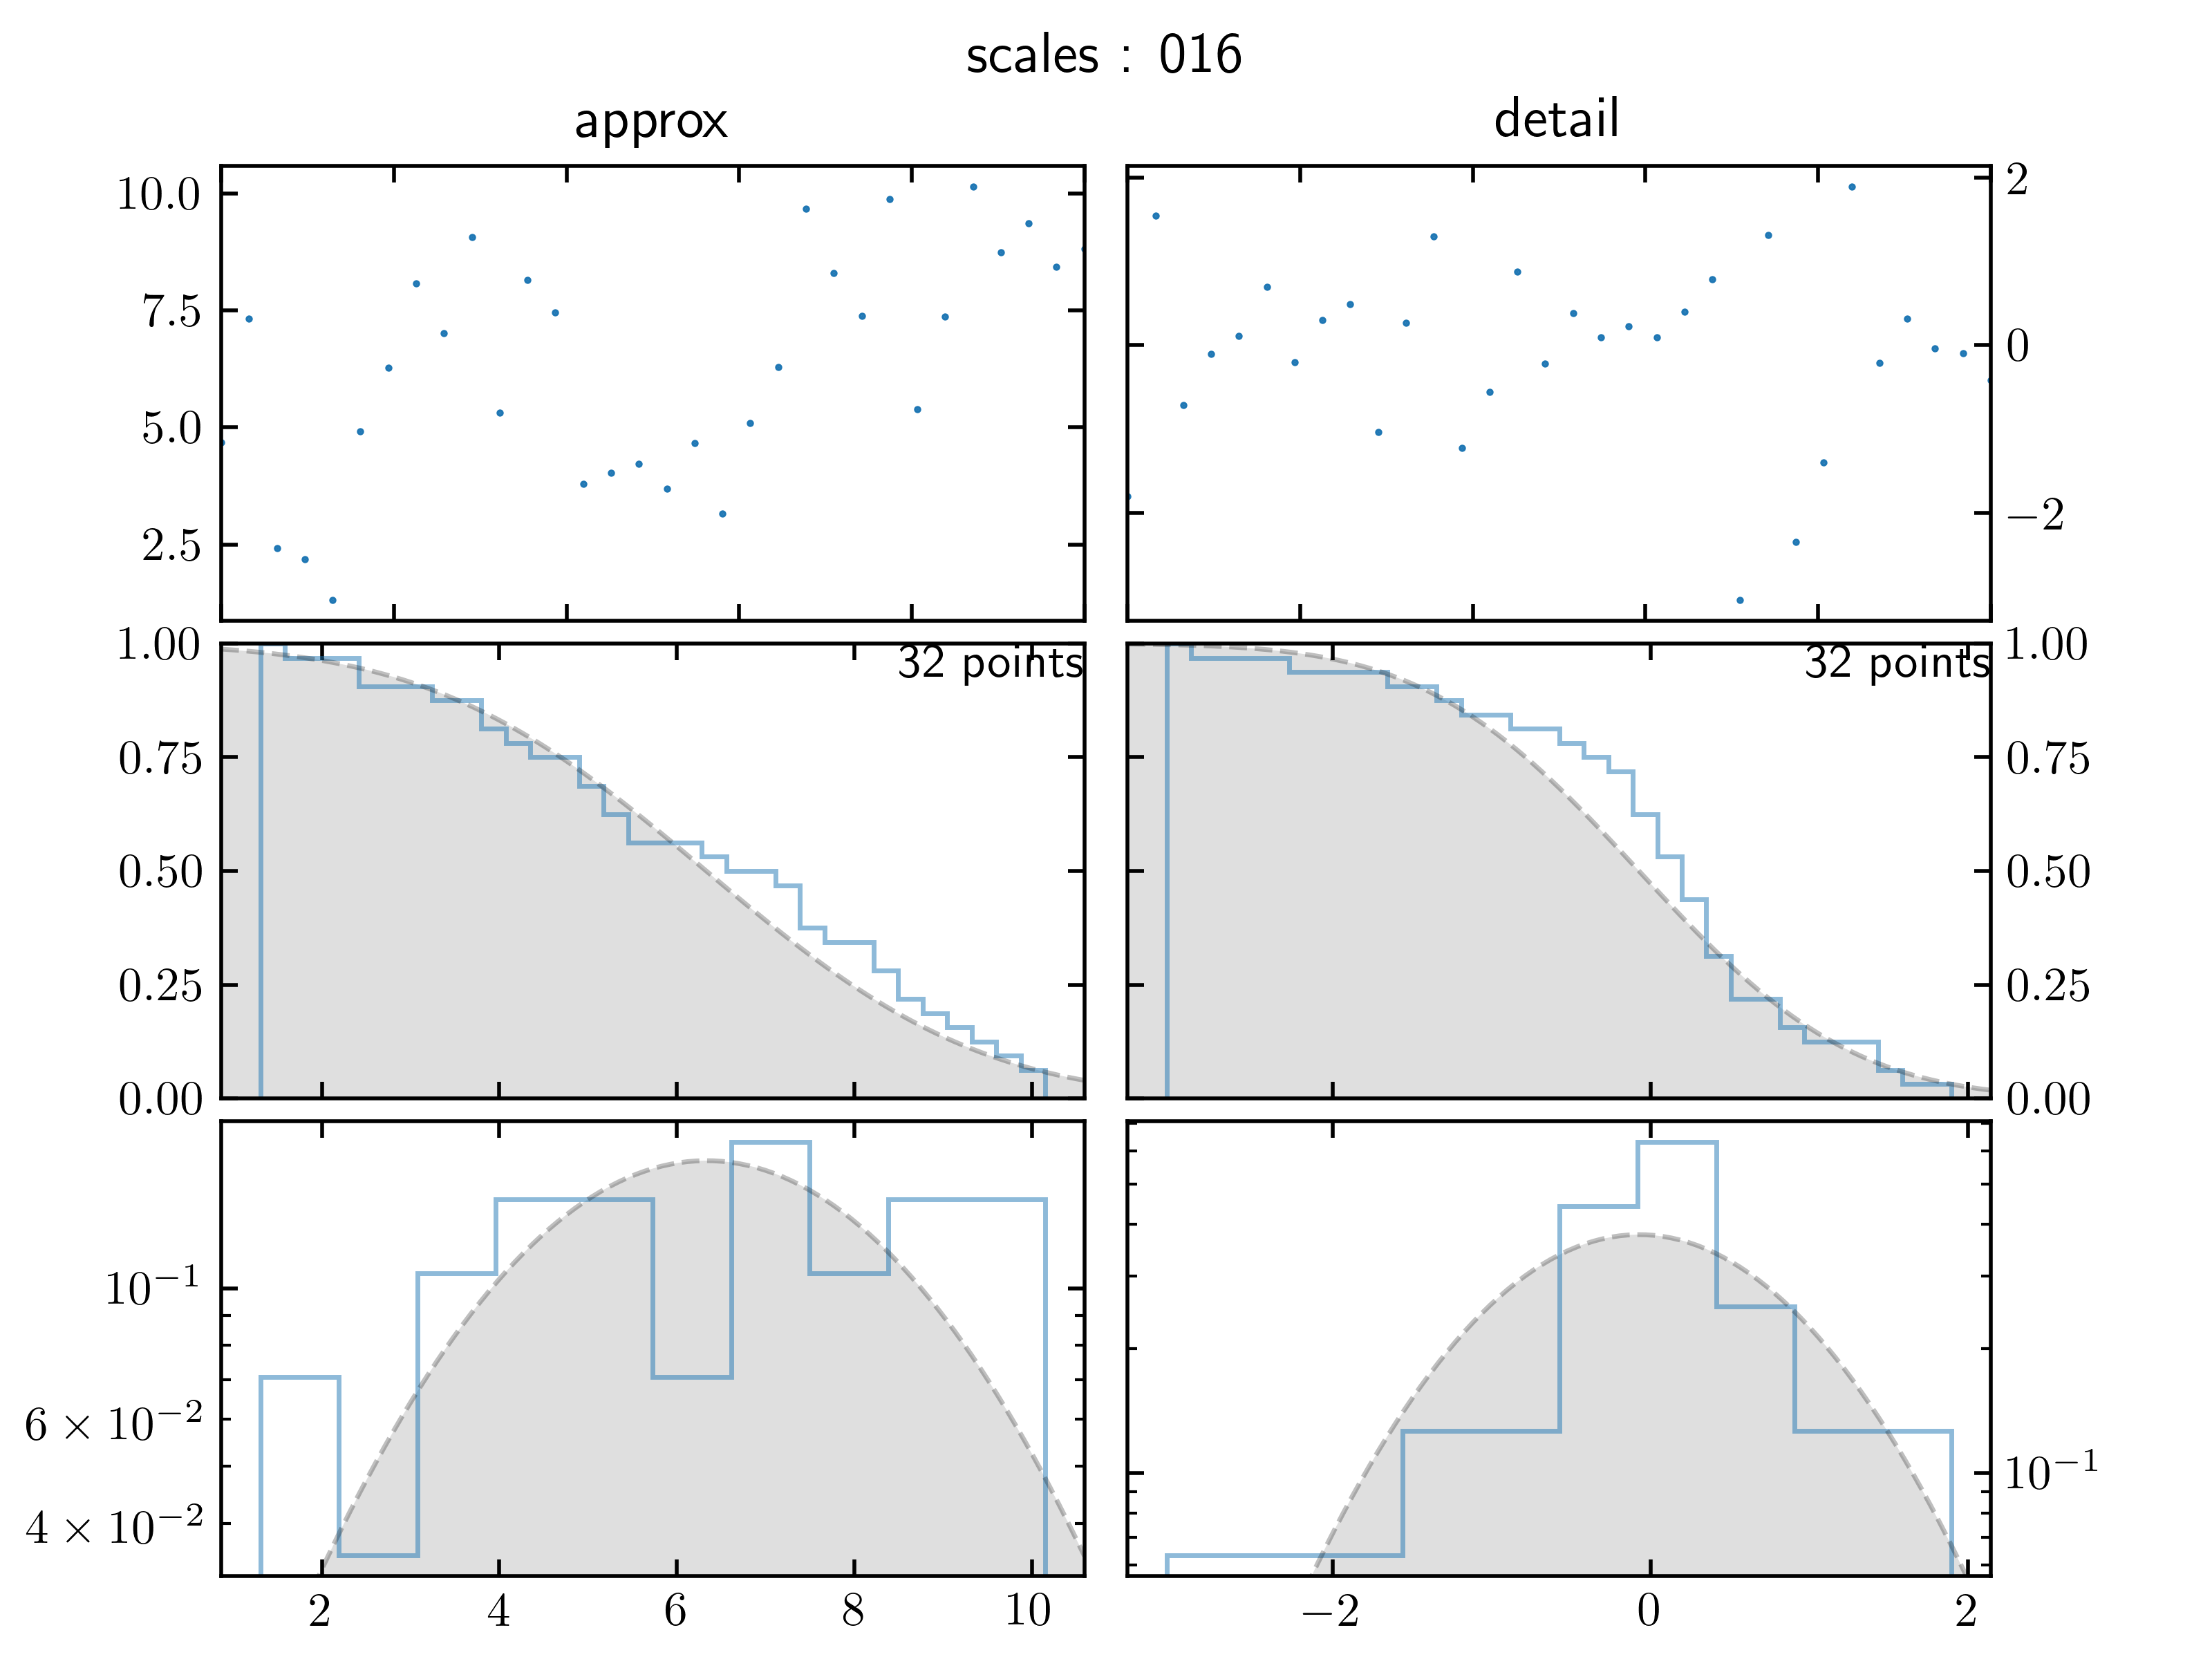 scales : 016
approx
detail
10.0
7.5
5.0
2.5
2
0
−2
1.00
0.75
0.50
0.25
0.00
32 points
32 points
1.00
0.75
0.50
0.25
0.00
10⁻¹
6 × 10⁻²
4 × 10⁻²
10⁻¹
2 4 6 8 10
−2 0 2